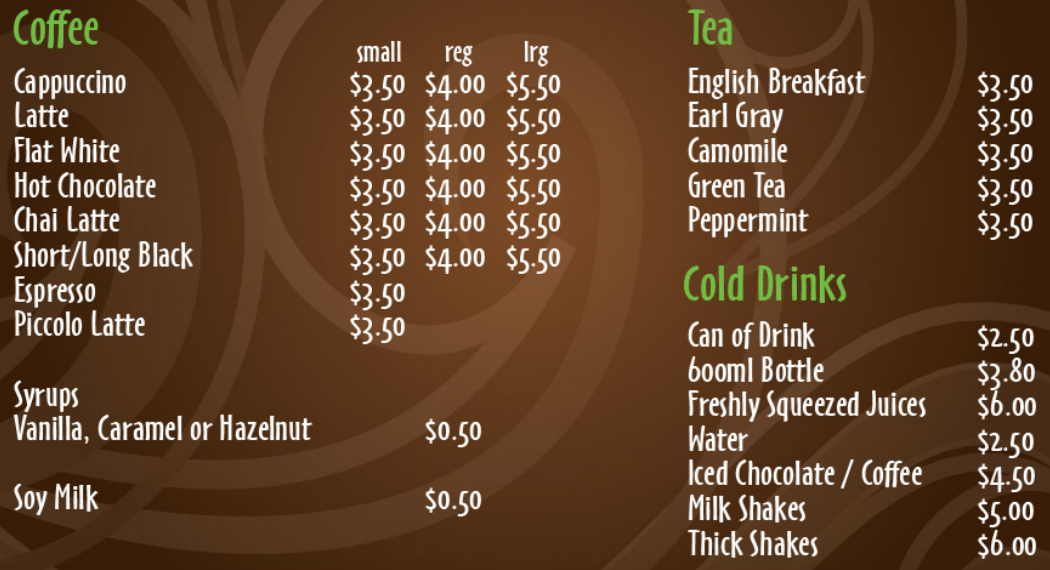 Coffee
small reg lrg
Cappuccino $3.50 $4.00 $5.50
Latte $3.50 $4.00 $5.50
Flat White $3.50 $4.00 $5.50
Hot Chocolate $3.50 $4.00 $5.50
Chai Latte $3.50 $4.00 $5.50
Short/Long Black $3.50 $4.00 $5.50
Espresso $3.50
Piccolo Latte $3.50
Syrups
Vanilla, Caramel or Hazelnut $0.50
Soy Milk $0.50
Tea
English Breakfast $3.50
Earl Gray $3.50
Camomile $3.50
Green Tea $3.50
Peppermint $3.50
Cold Drinks
Can of Drink $2.50
600ml Bottle $3.80
Freshly Squeezed Juices $6.00
Water $2.50
Iced Chocolate / Coffee $4.50
Milk Shakes $5.00
Thick Shakes $6.00